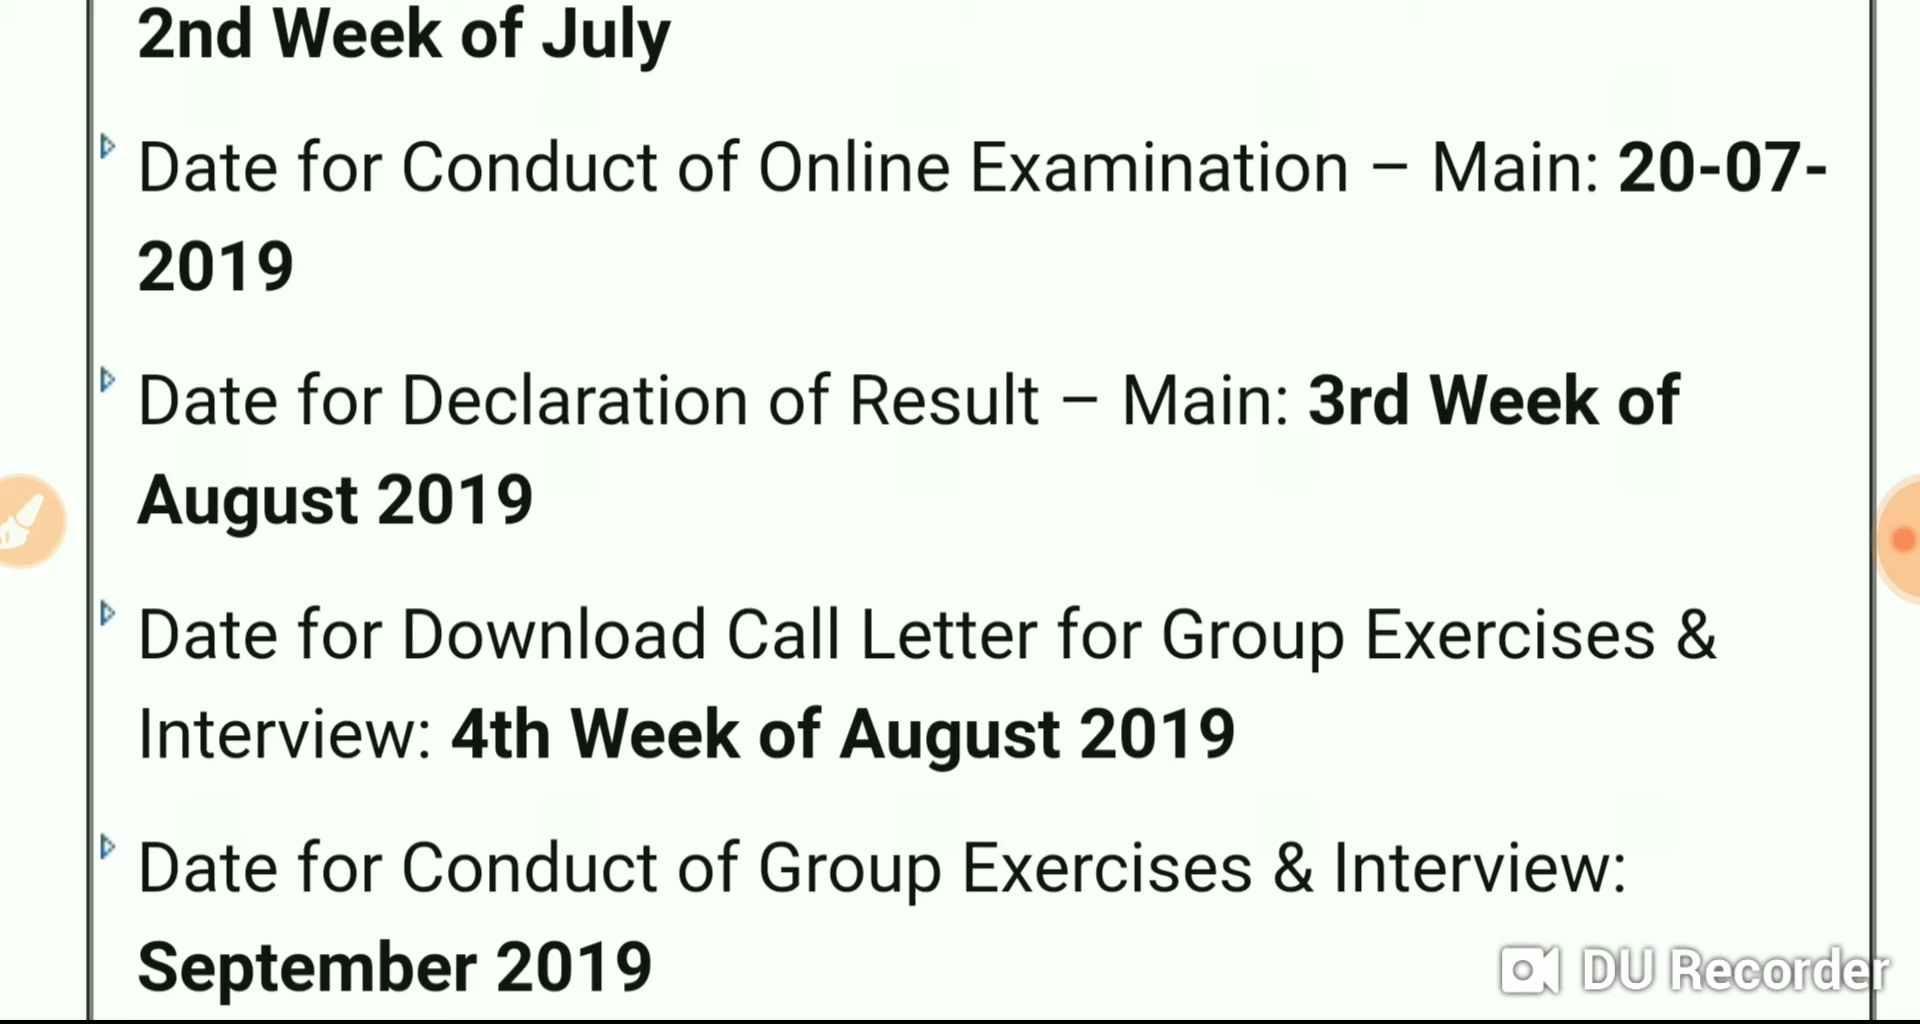 2nd Week of July
Date for Conduct of Online Examination – Main: 20-07-
2019
Date for Declaration of Result – Main: 3rd Week of
August 2019
Date for Download Call Letter for Group Exercises &
Interview: 4th Week of August 2019
Date for Conduct of Group Exercises & Interview:
September 2019
DU Recorder